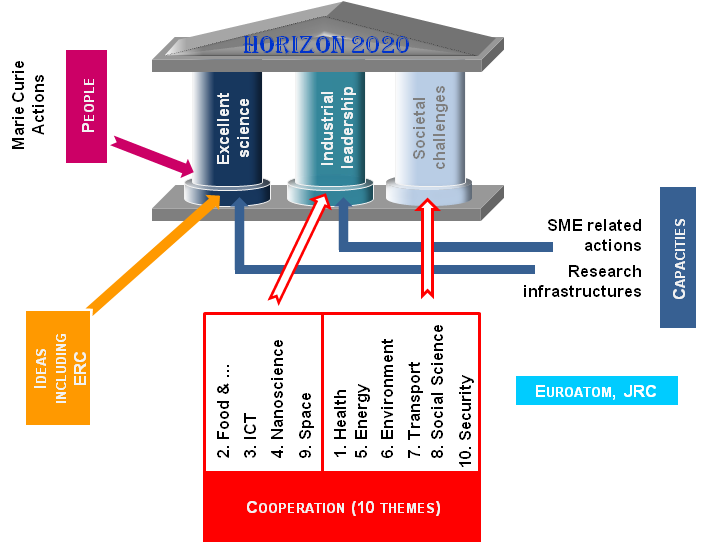 HORIZON 2020
Marie Curie
Actions
PEOPLE
Excellent
science
Industrial
leadership
Societal
challenges
SME related
actions
Research
infrastructures
CAPACITIES
IDEAS
INCLUDING
ERC
2. Food & ...
3. ICT
4. Nanoscience
9. Space
1. Health
5. Energy
6. Environment
7. Transport
8. Social Science
10. Security
EUROATOM, JRC
COOPERATION (10 THEMES)